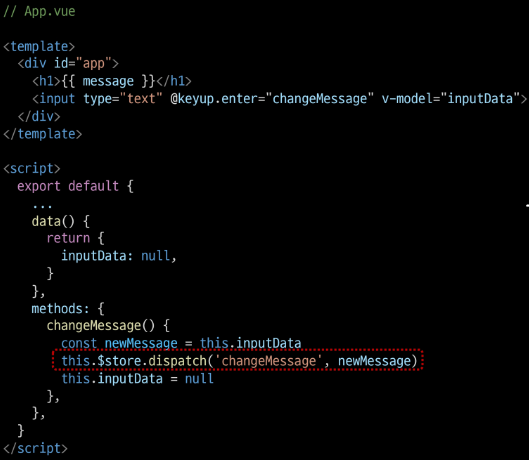 // App.vue
<template>
<div id="app">
<h1>{{ message }}</h1>
<input type="text" @keyup.enter="changeMessage" v-model="inputData">
</div>
</template>
<script>
export default {
...
data() {
return {
inputData: null,
}
},
methods: {
changeMessage() {
const newMessage = this.inputData
this.$store.dispatch('changeMessage', newMessage)
this.inputData = null
},
},
}
</script>